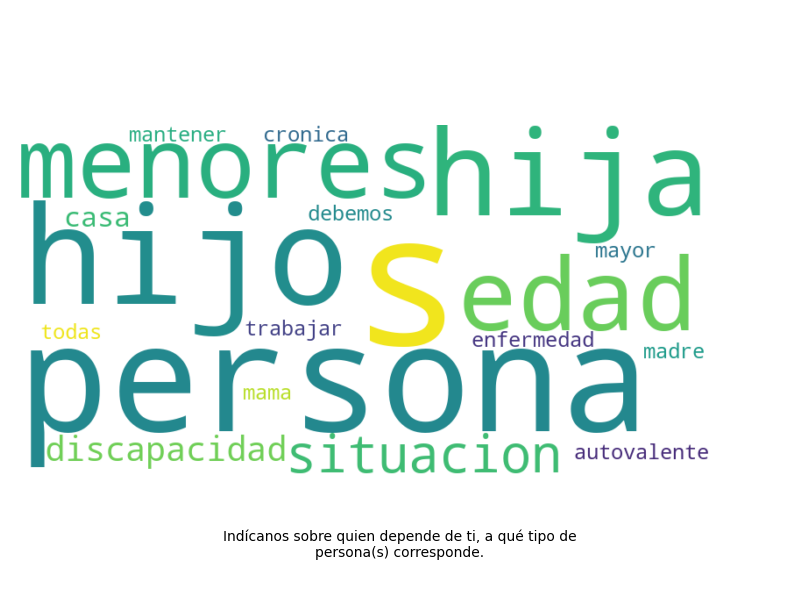 mantener cronica
menores hija
casa debemos
hijo s mayor
edad
todas trabajar enfermedad
madre
persona
mama
discapacidad situacion autovalente
Indícanos sobre quien depende de ti, a qué tipo de
persona(s) corresponde.